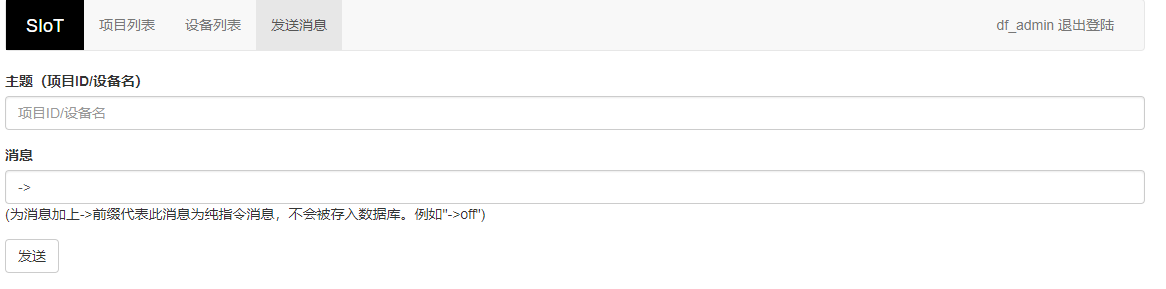 SIoT 项目列表 设备列表 发送消息 df_admin 退出登陆
主题（项目ID/设备名）
项目ID/设备名
消息
->
(为消息加上->前缀代表此消息为纯指令消息，不会被存入数据库。例如"->off")
发送